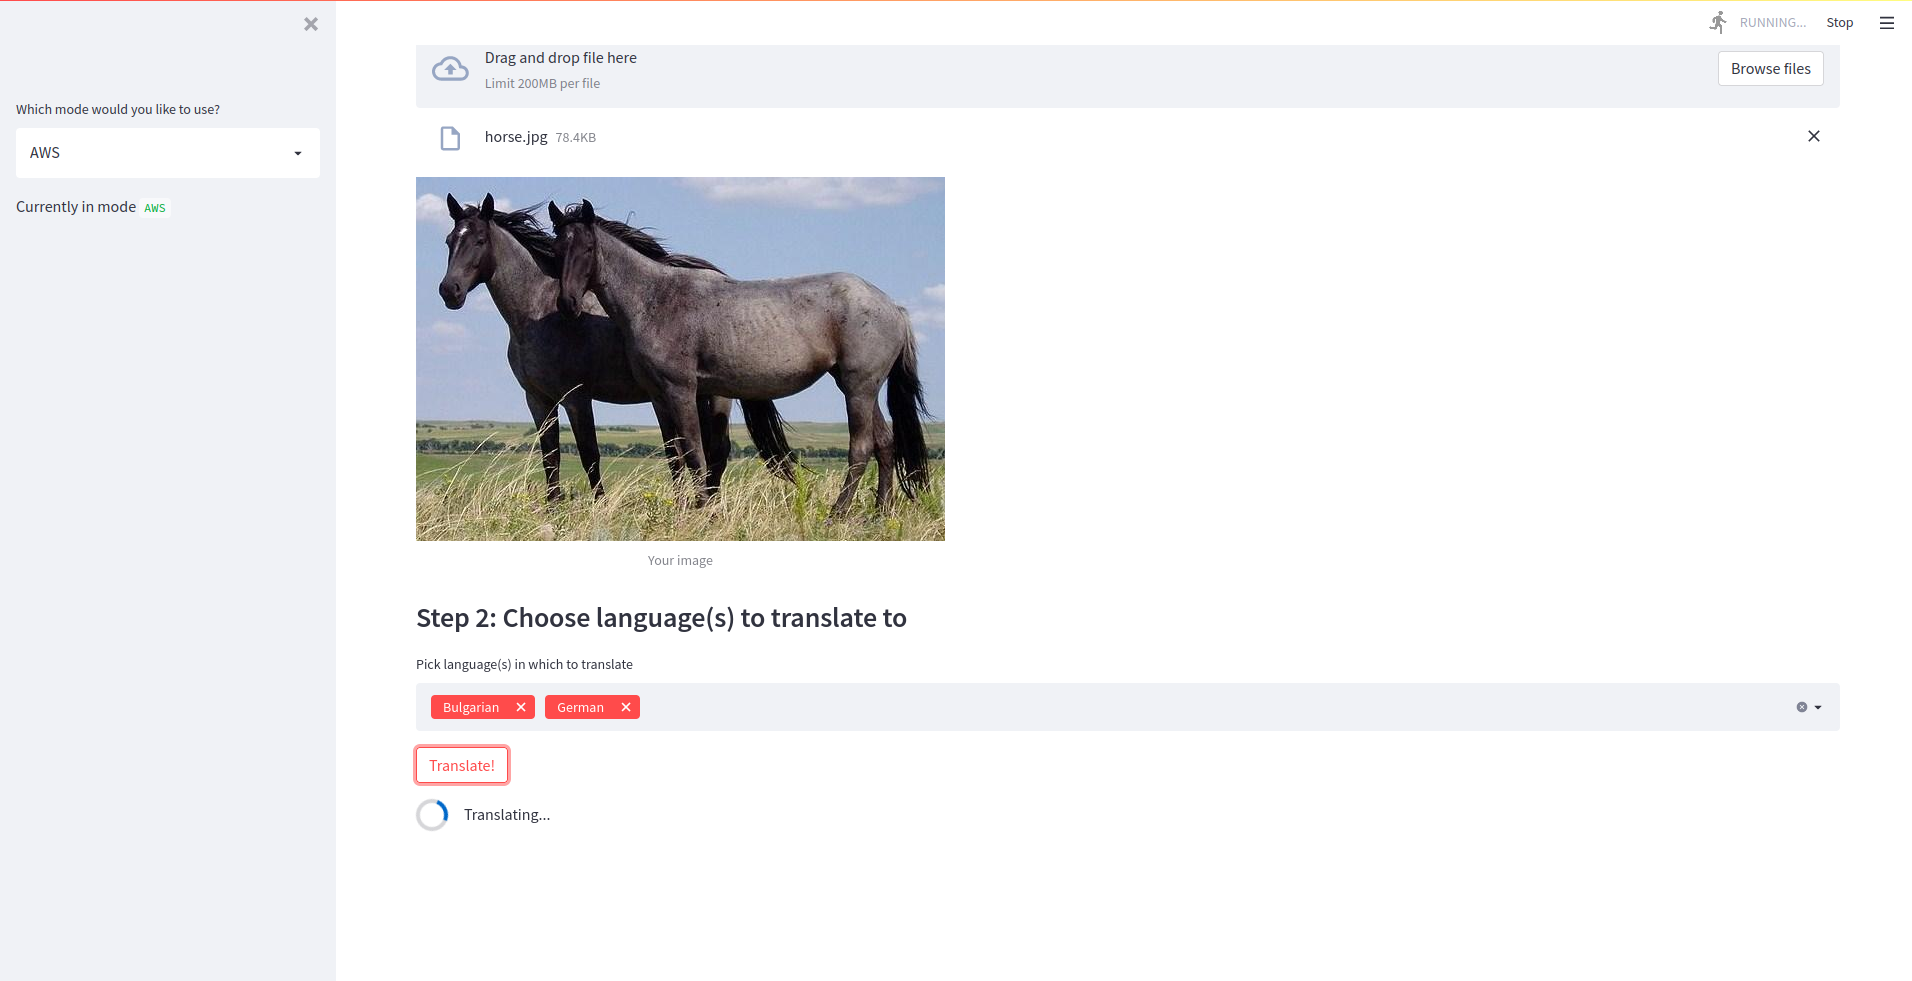 RUNNING...
Stop
Which mode would you like to use?
AWS
Currently in mode AWS
Drag and drop file here
Limit 200MB per file
Browse files
horse.jpg 78.4KB
Your image
Step 2: Choose language(s) to translate to
Pick language(s) in which to translate
Bulgarian German
Translate!
Translating...